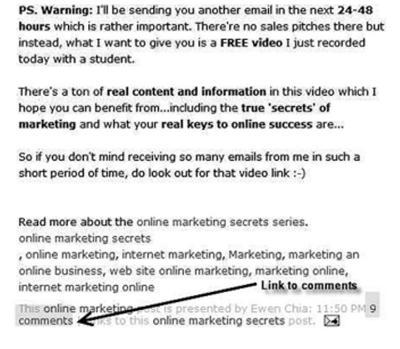 PS. Warning: I'll be sending you another email in the next 24-48
hours which is rather important. There're no sales pitches there but
instead, what I want to give you is a FREE video I just recorded
today with a student.
There's a ton of real content and information in this video which I
hope you can benefit from...including the true 'secrets' of
marketing and what your real keys to online success are...
So if you don't mind receiving so many emails from me in such a
short period of time, do look out for that video link :-)
Read more about the online marketing secrets series.
online marketing secrets
, online marketing, internet marketing, Marketing, marketing an
online business, web site online marketing, marketing online,
internet marketing online
Link to comments
This online marketing post is presented by Ewen Chia: 11:50 PM 9
comments links to this online marketing secrets post.